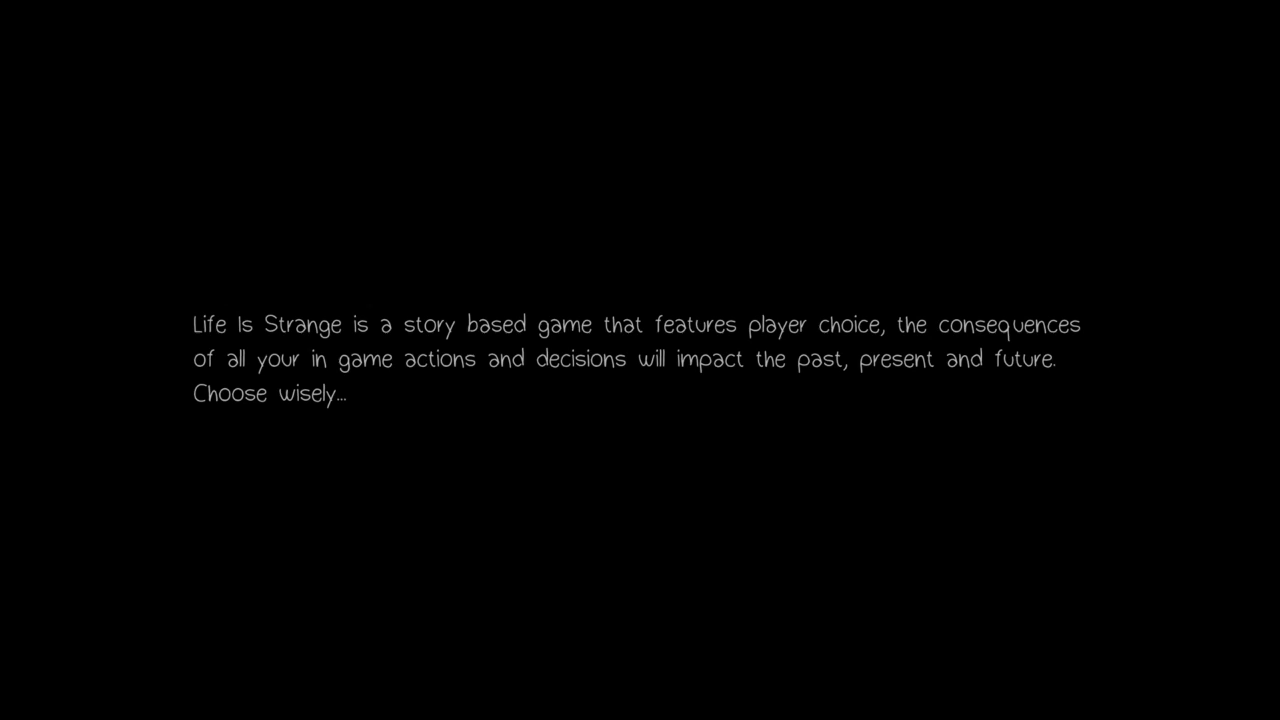 Life Is Strange is a story based game that features player choice, the consequences
of all your in game actions and decisions will impact the past, present and future.
Choose wisely...